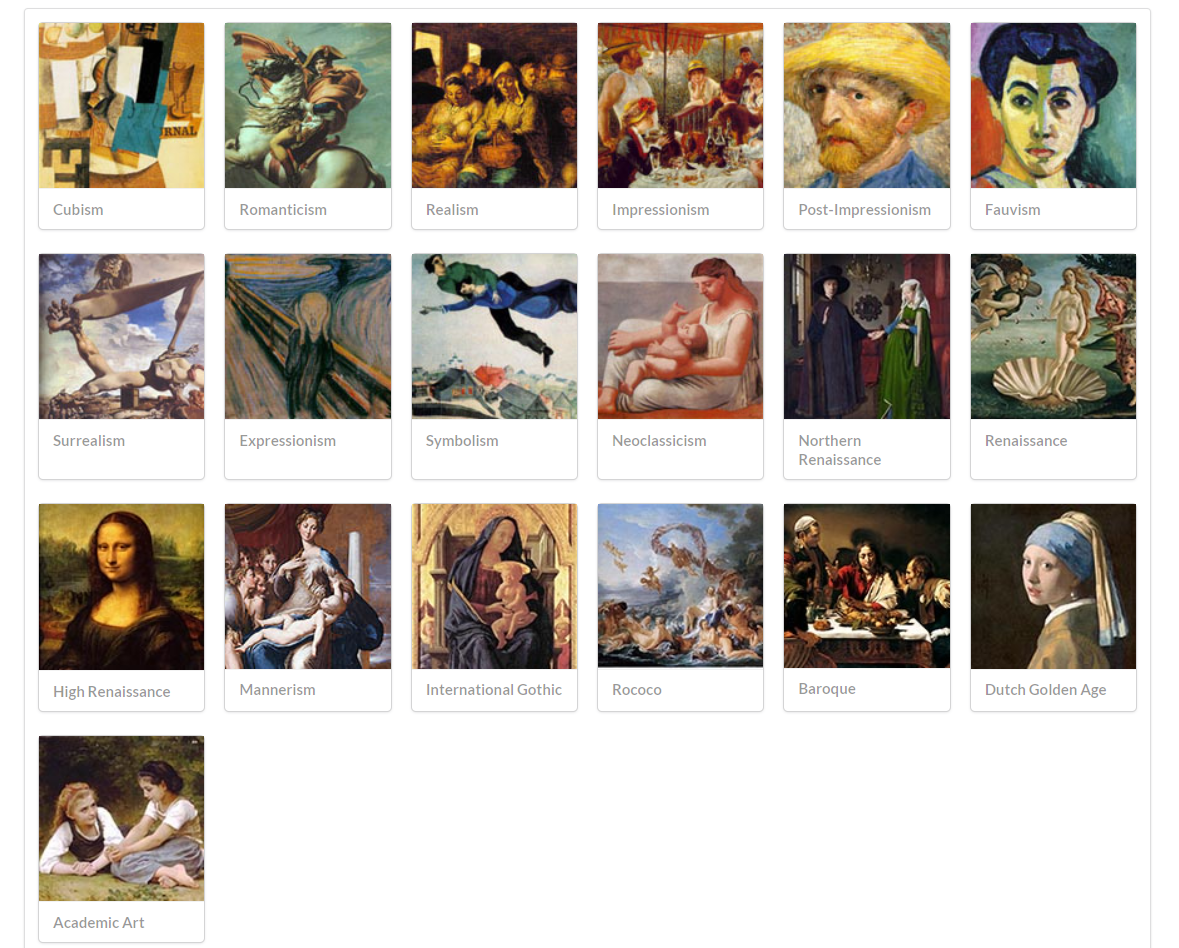 RNAL
Cubism
Romanticism
Realism
Impressionism
Post-Impressionism
Fauvism
Surrealism
Expressionism
Symbolism
Neoclassicism
Northern
Renaissance
Renaissance
High Renaissance
Mannerism
International Gothic
Rococo
Baroque
Dutch Golden Age
Academic Art